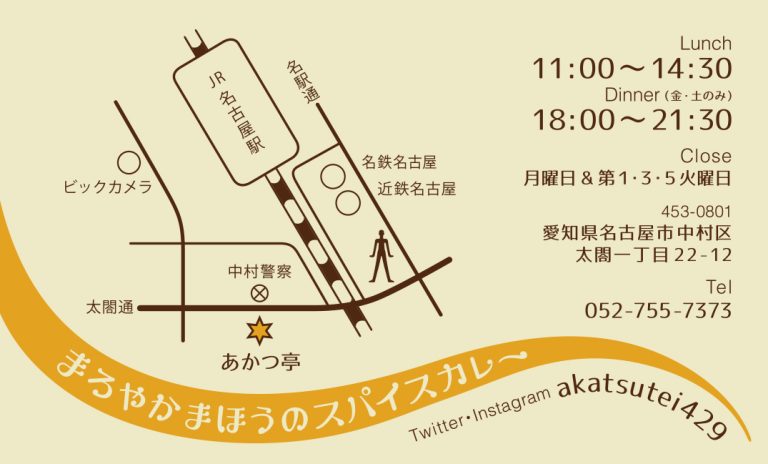 JR 名古屋駅
名駅通
ビックカメラ
名鉄名古屋
近鉄名古屋
中村警察
太閤通
あかつ亭
Lunch
11:00〜14:30
Dinner (金・土のみ)
18:00〜21:30
Close
月曜日 & 第1・3・5火曜日
453-0801
愛知県名古屋市中村区
太閤一丁目22-12
Tel
052-755-7373
まろやかまほうのスパイスカレ〜
Twitter・Instagram akatsutei429